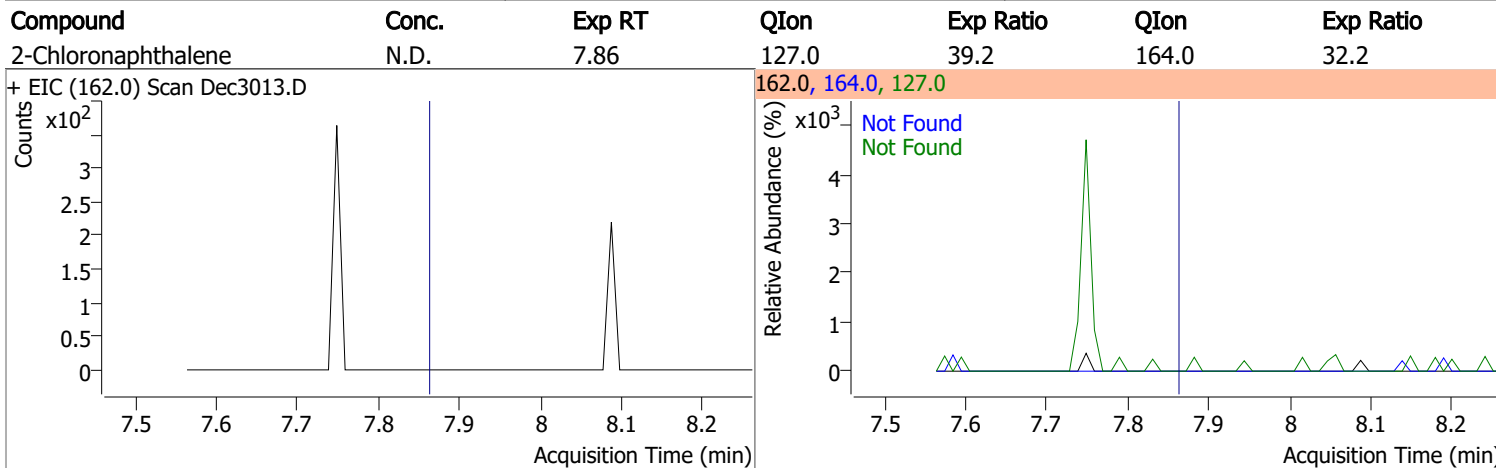 Compound Conc. Exp RT QIon Exp Ratio QIon Exp Ratio
2-Chloronaphthalene N.D. 7.86 127.0 39.2 164.0 32.2
+ EIC (162.0) Scan Dec3013.D
Counts
x10²
3
2.5
2
1.5
1
0.5
0
7.5 7.6 7.7 7.8 7.9 8 8.1 8.2
Acquisition Time (min)
162.0, 164.0, 127.0
Relative Abundance (%)
x10³
Not Found
Not Found
4
3
2
1
0
7.5 7.6 7.7 7.8 7.9 8 8.1 8.2
Acquisition Time (min)